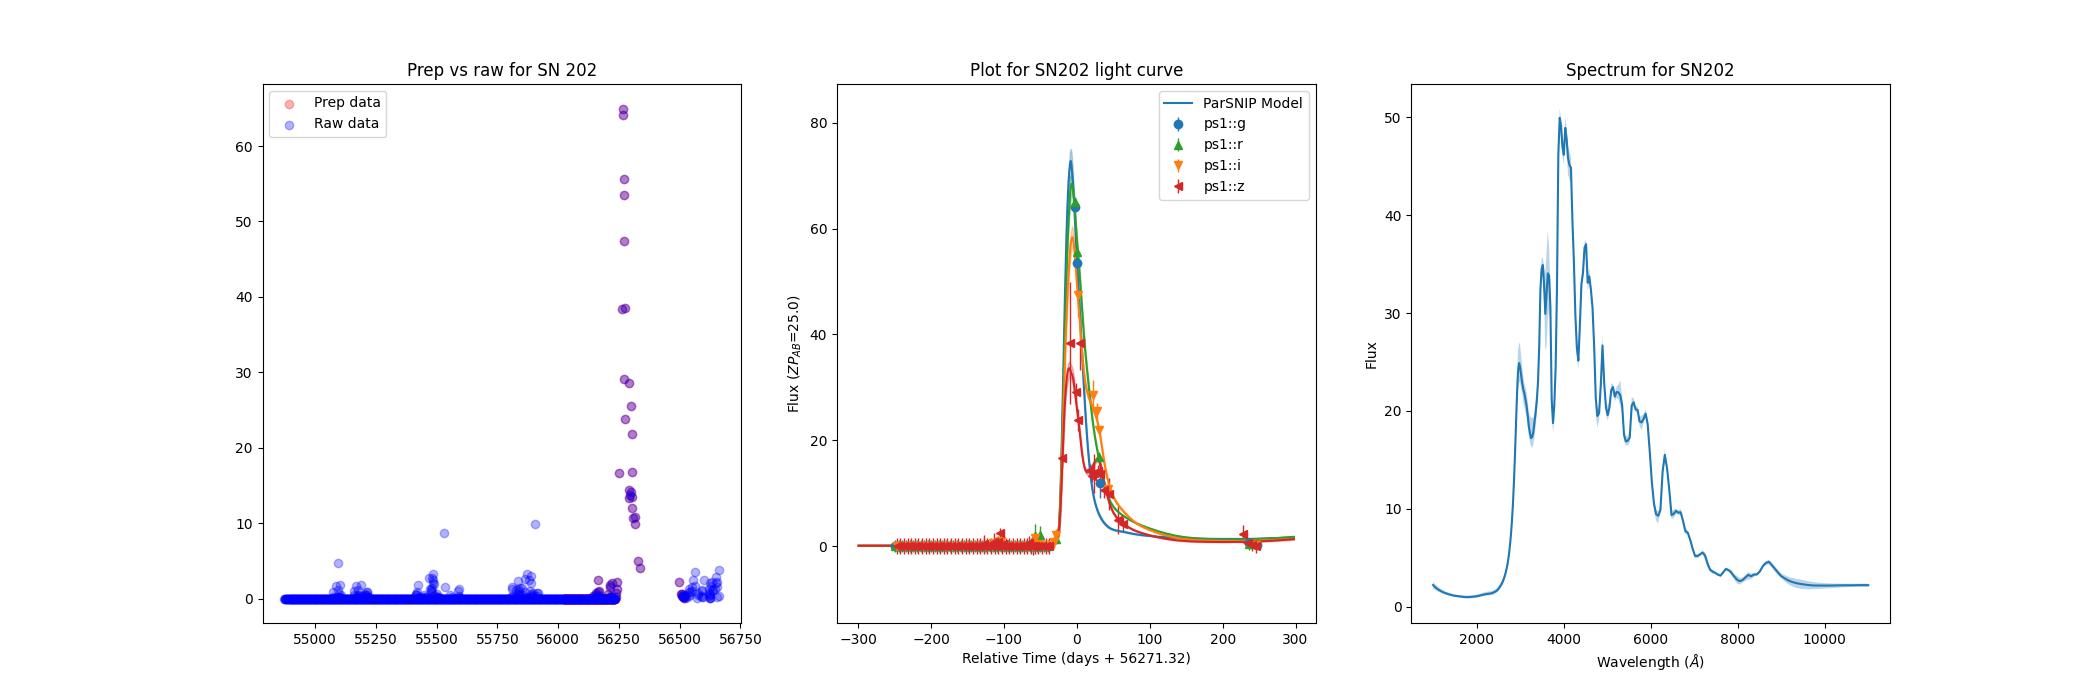 Prep vs raw for SN 202
Prep data
Raw data
60
50
40
30
20
10
0
55000 55250 55500 55750 56000 56250 56500 56750
Plot for SN202 light curve
ParSNIP Model
ps1::g
ps1::r
ps1::i
ps1::z
Flux (ZP_AB=25.0)
80
60
40
20
0
−300 −200 −100 0 100 200 300
Relative Time (days + 56271.32)
Spectrum for SN202
Flux
50
40
30
20
10
0
2000 4000 6000 8000 10000
Wavelength (Å)